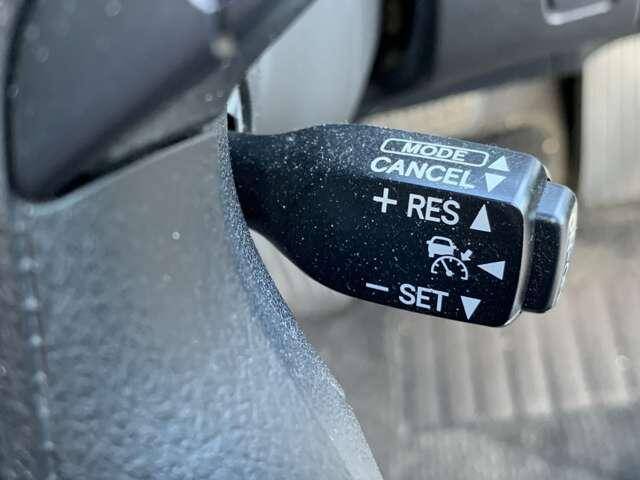 MODE
CANCEL
+ RES
- SET